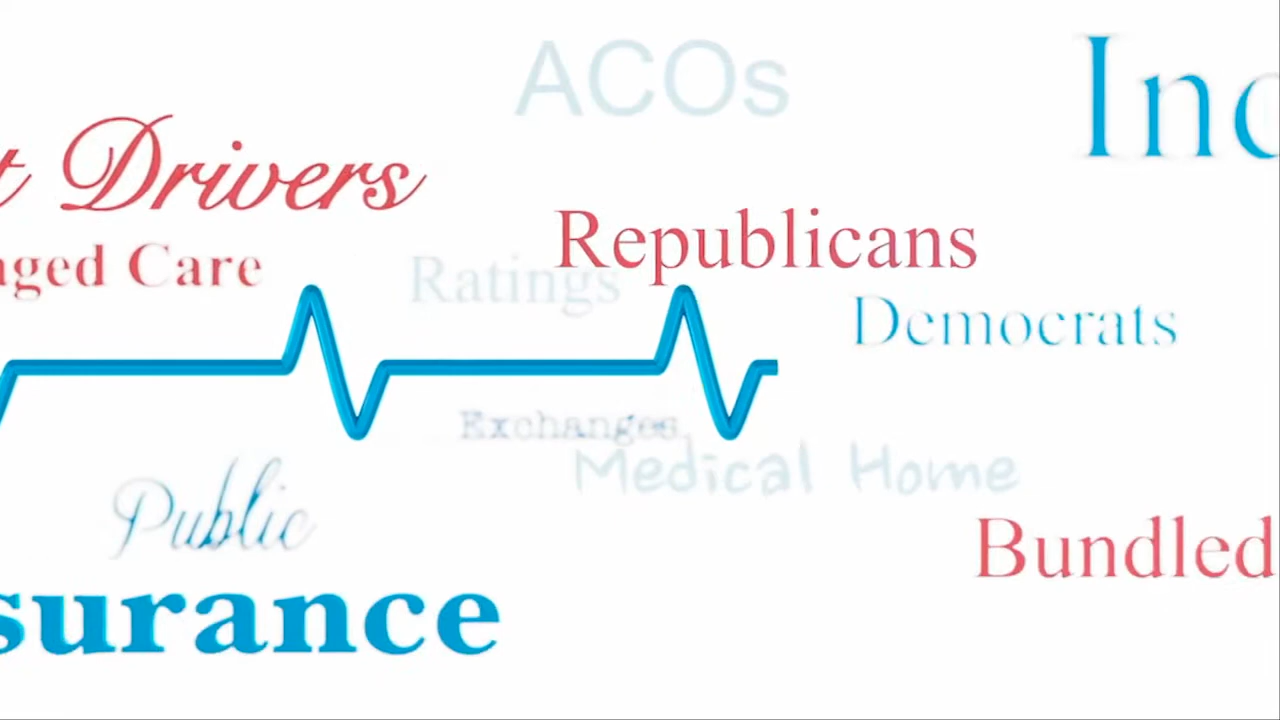 ACOs
Inc
t Drivers
Republicans
aged Care
Ratings
Democrats
Exchanges
Medical Home
Public
Bundled
surance